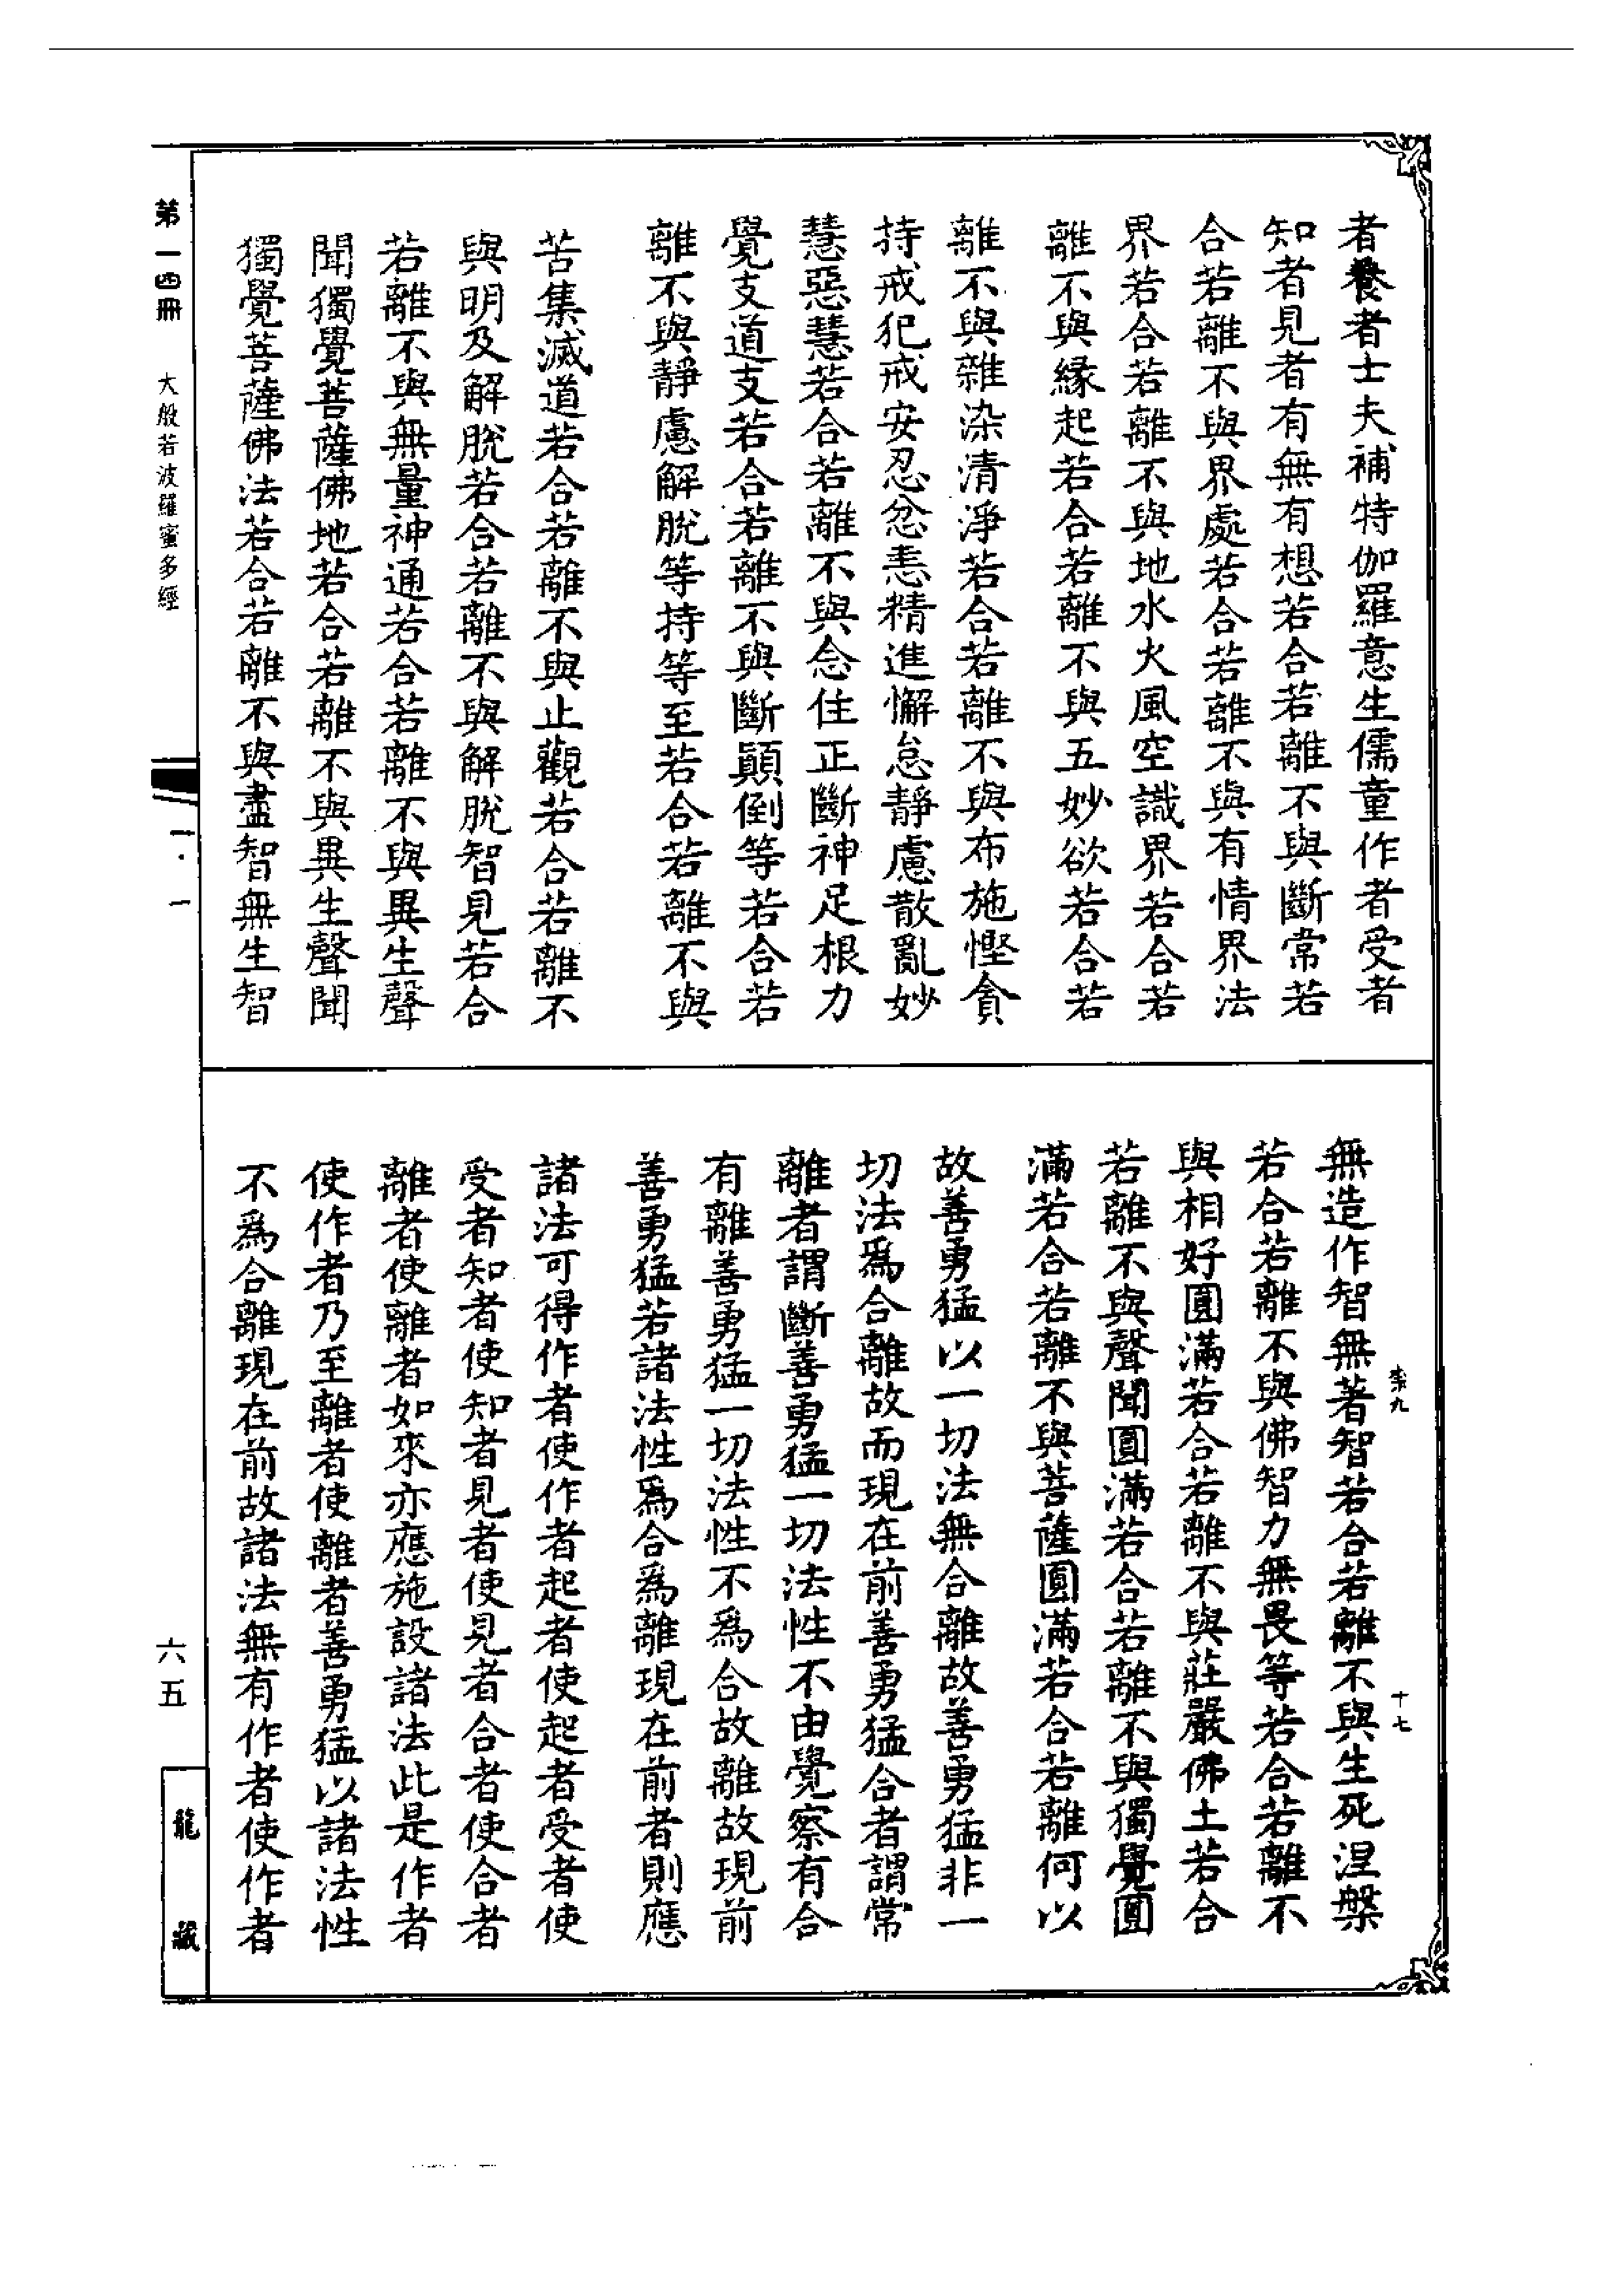 者養者士夫補特伽羅意生儒童作者受者
知者見者有無有想若合若離不與斷常若
合若離不與界處若合若離不與有情界法
界若合若離不與地水火風空識界若合若
離不與緣起若合若離不與五妙欲若合若
離不與雜染清淨若合若離不與布施慳貪
持戒犯戒安忍忿恚精進懈怠靜慮散亂妙
慧惡慧若合若離不與念住正斷神足根力
覺支道支若合若離不與斷顛倒等若合若
離不與靜慮解脫等持等至若合若離不與
苦集滅道若合若離不與止觀若合若離不
與明及解脫若合若離不與解脫智見若合
若離不與無量神通若合若離不與異生聲
聞獨覺菩薩佛地若合若離不與異生聲聞
獨覺菩薩佛法若合若離不與盡智無生智
柰九
十七
無造作智無著智若合若離不與生死涅槃
若合若離不與佛智力無畏等若合若離不
與相好圓滿若合若離不與莊嚴佛土若合
若離不與聲聞圓滿若合若離不與獨覺圓
滿若合若離不與菩薩圓滿若合若離何以
故善勇猛以一切法無合離故善勇猛非一
切法爲合離故而現在前善勇猛合者謂常
離者謂斷善勇猛一切法性不由覺察有合
有離善勇猛一切法性不爲合故離故現前
善勇猛若諸法性爲合爲離現在前者則應
諸法可得作者使作者起者使起者受者使
受者知者使知者見者使見者合者使合者
離者使離者如來亦應施設諸法此是作者
使作者乃至離者使離者善勇猛以諸法性
不爲合離現在前故諸法無有作者使作者
第一四冊
大般若波羅蜜多經
一·一
六五
龍藏